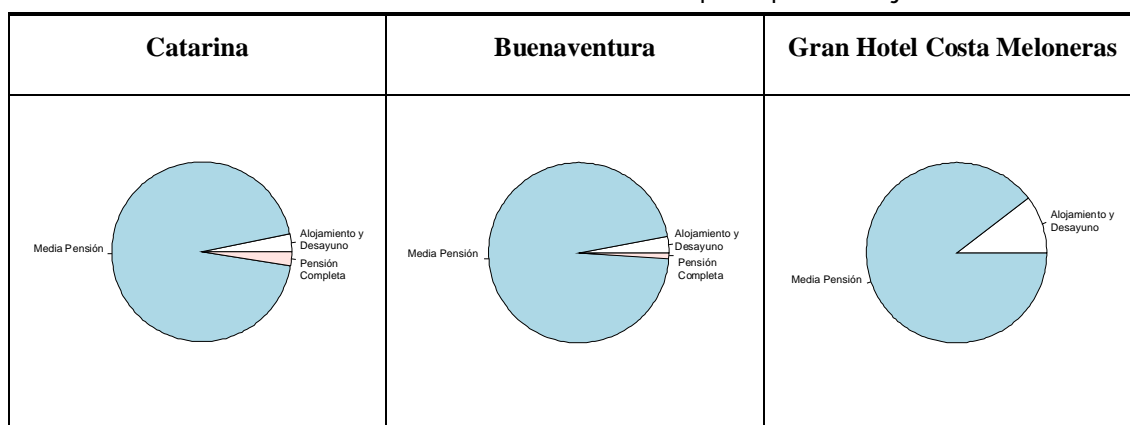 Catarina
Buenaventura
Gran Hotel Costa Meloneras
Media Pensión
Alojamiento y
Desayuno
Pensión
Completa
Media Pensión
Alojamiento y
Desayuno
Pensión
Completa
Media Pensión
Alojamiento y
Desayuno